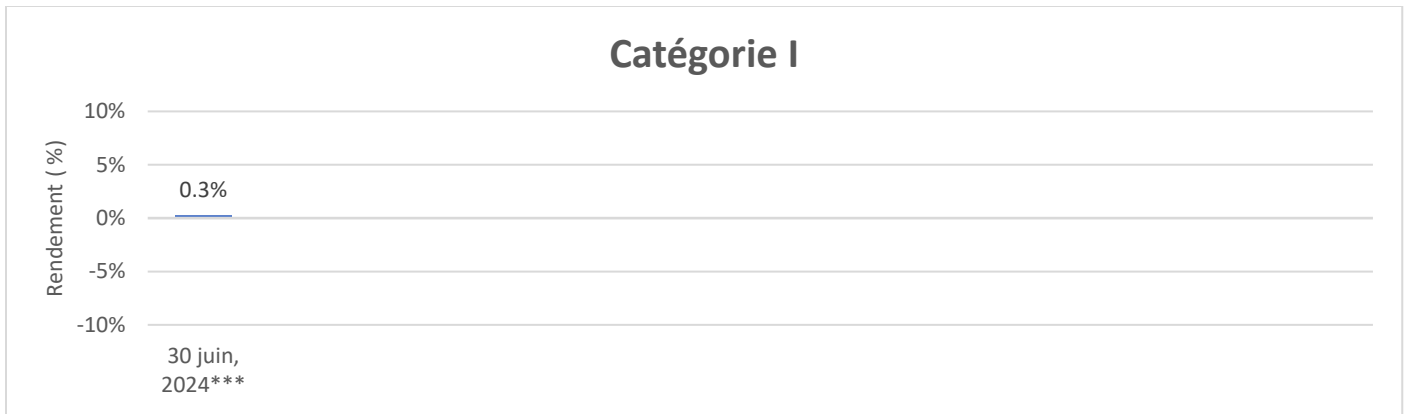 Catégorie I
Rendement ( %)
10%
5%
0%
-5%
-10%
0.3%
30 juin,
2024***